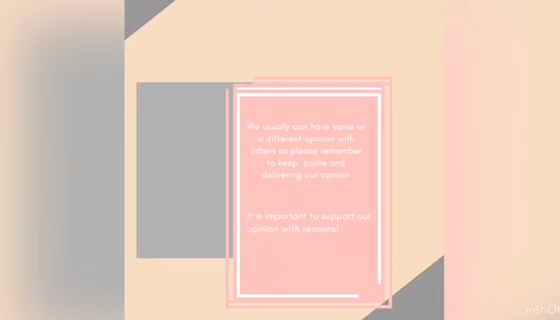 We usually can have same or
a different opinion with
others so please remember
to keep polite and
delivering our opinion
It is important to support our
opinion with reasons!